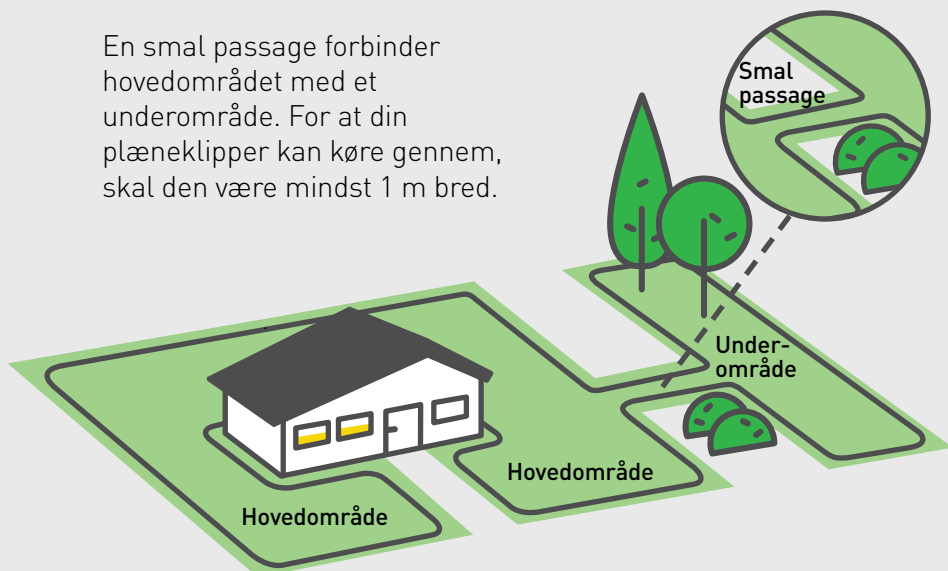 En smal passage forbinder
hovedområdet med et
underområde. For at din
plæneklipper kan køre gennem,
skal den være mindst 1 m bred.
Smal
passage
Under-
område
Hovedområde
Hovedområde